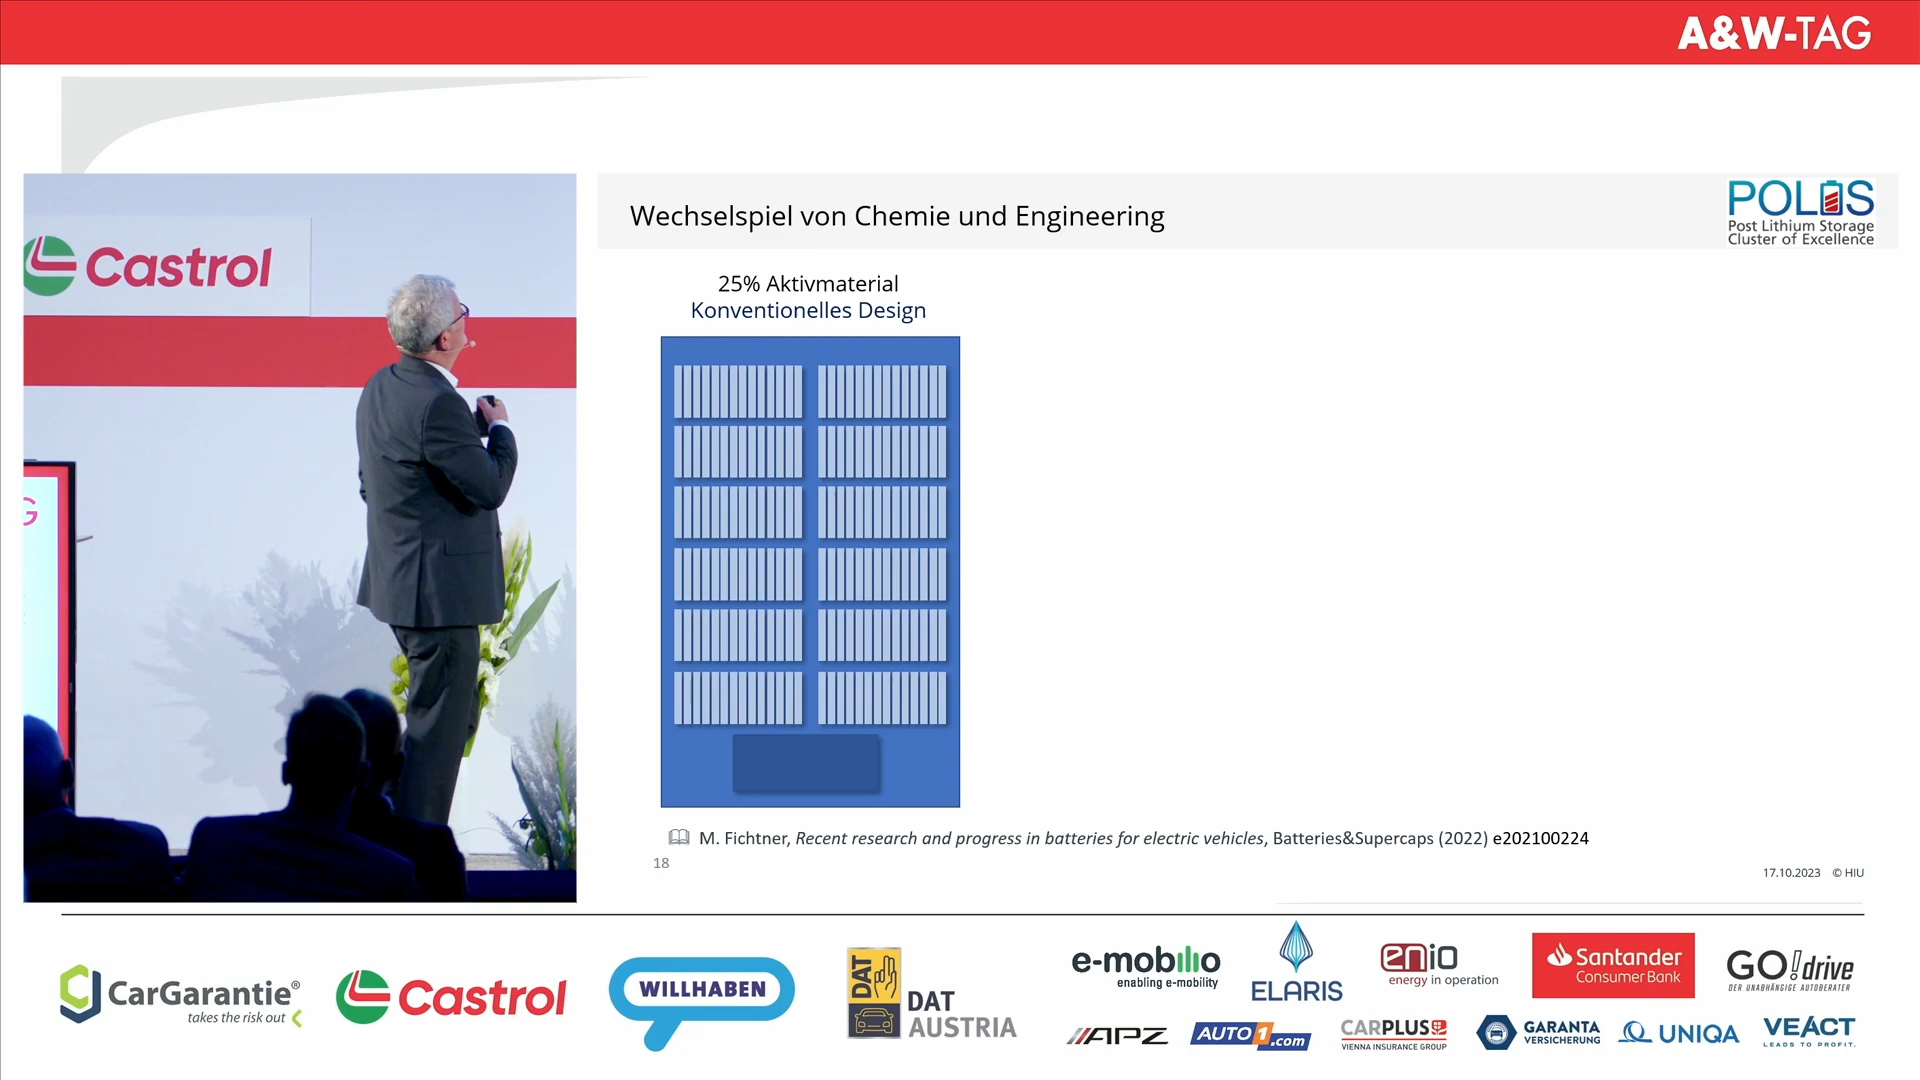 A&W-TAG
Castrol
G
Wechselspiel von Chemie und Engineering
POLiS
Post Lithium Storage
Cluster of Excellence
25% Aktivmaterial
Konventionelles Design
M. Fichtner, Recent research and progress in batteries for electric vehicles, Batteries&Supercaps (2022) e202100224
18
17.10.2023 © HIU
CarGarantie®
takes the risk out
Castrol
WILLHABEN
DAT
DAT
AUSTRIA
e-mobilio
enabling e-mobility
ELARIS
enio
energy in operation
Santander
Consumer Bank
GO!drive
DER UNABHÄNGIGE AUTOBERATER
APZ
AUTO1.com
CARPLUS
VIENNA INSURANCE GROUP
GARANTA
VERSICHERUNG
UNIQA
VEACT
LEADS TO PROFIT.